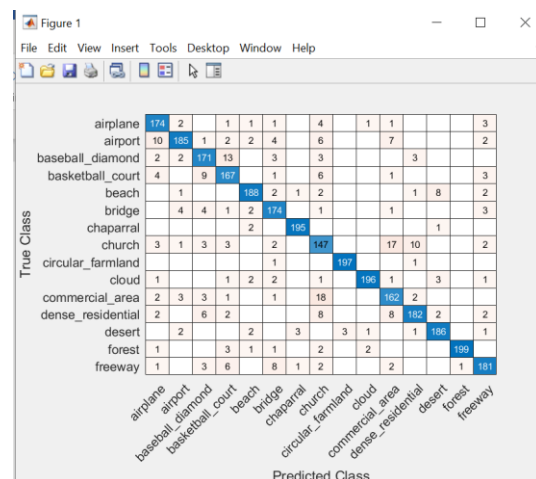 Figure 1
File Edit View Insert Tools Desktop Window Help
True Class
airplane 174 2 1 1 1 4 1 1 3
airport 10 185 1 2 2 4 6 7 2
baseball_diamond 2 2 171 13 3 3 3
basketball_court 4 9 167 1 6 1 3
beach 1 188 2 1 2 1 8 2
bridge 4 4 1 2 174 1 1 3
chaparral 2 195 1
church 3 1 3 3 2 147 17 10 2
circular_farmland 1 197 1
cloud 1 1 2 2 1 196 1 3 1
commercial_area 2 3 3 1 1 18 162 2
dense_residential 2 6 2 8 8 182 2 2
desert 2 2 3 3 1 1 186 1
forest 1 3 1 1 2 2 199
freeway 1 3 6 8 1 2 2 1 181
airplane
airport
baseball_diamond
basketball_court
beach
bridge
chaparral
church
circular_farmland
cloud
commercial_area
dense_residential
desert
forest
freeway
Predicted Class